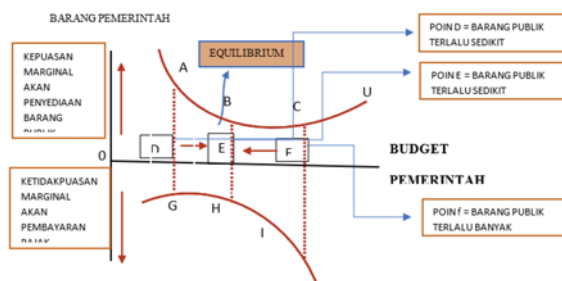 BARANG PEMERINTAH
KEPUASAN
MARGINAL
AKAN
PENYEDIAAN
BARANG
EQUILIBRIUM
POIN D = BARANG PUBLIK
TERLALU SEDIKIT
POIN E = BARANG PUBLIK
TERLALU SEDIKIT
A
B
C
U
0
D
E
F
BUDGET
PEMERINTAH
KETIDAKPUASAN
MARGINAL
AKAN
PEMBAYARAN
G
H
I
POIN f = BARANG PUBLIK
TERLALU BANYAK